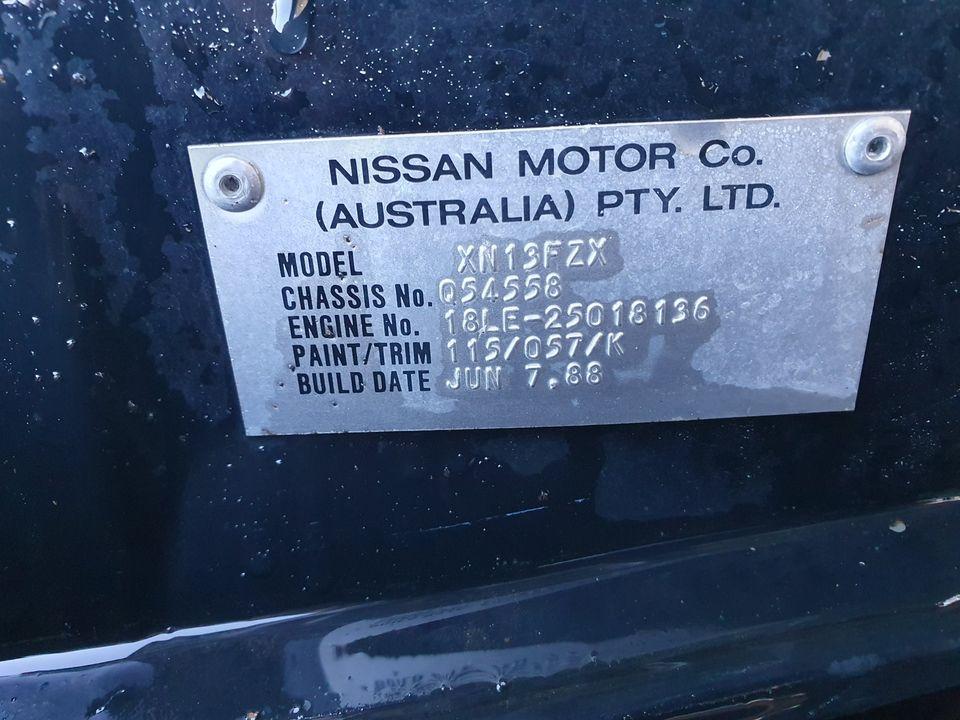 NISSAN MOTOR Co.
(AUSTRALIA) PTY. LTD.
MODEL XN13FZX
CHASSIS No. Q54558
ENGINE No. 18LE-25018136
PAINT/TRIM 115/057/K
BUILD DATE JUN 7.88